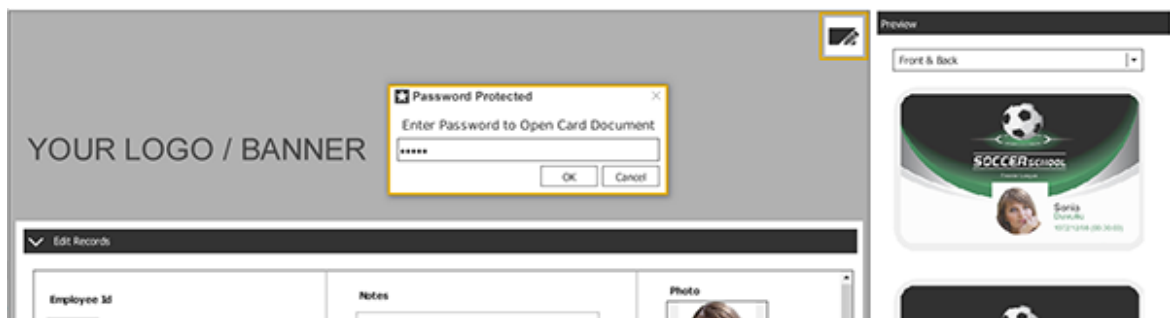 Preview
Front & Back
Password Protected
Enter Password to Open Card Document
•••••
OK Cancel
YOUR LOGO / BANNER
SOCCER SCHOOL
Sonia
Edit Records
Employee Id
Notes
Photo